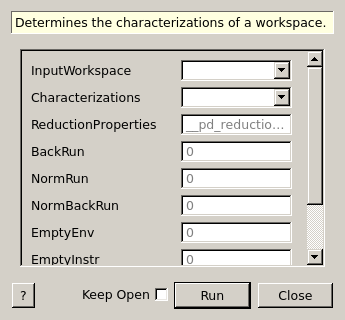 Determines the characterizations of a workspace.
InputWorkspace
Characterizations
ReductionProperties __pd_reductio...
BackRun 0
NormRun 0
NormBackRun 0
EmptyEnv 0
EmptyInstr 0
? Keep Open Run Close